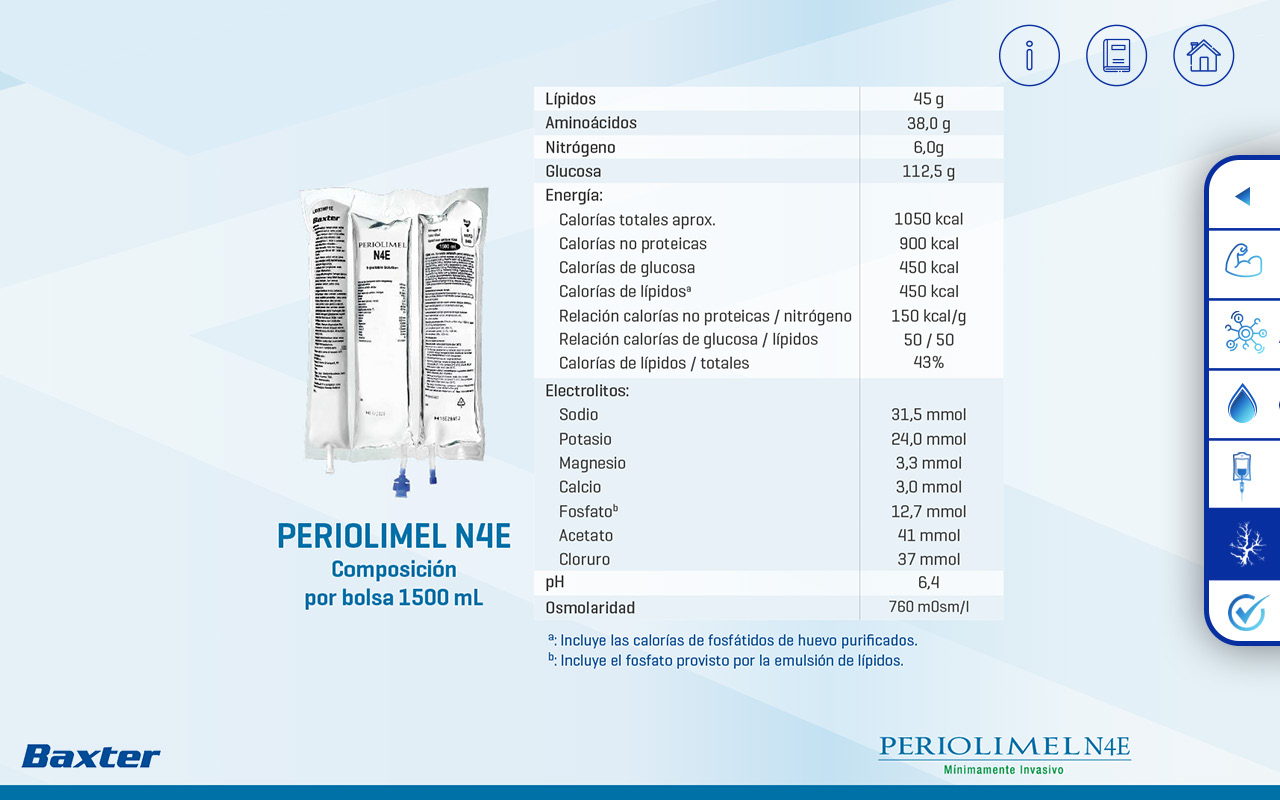 Lípidos 45 g
Aminoácidos 38,0 g
Nitrógeno 6,0g
Glucosa 112,5 g
Energía:
Calorías totales aprox. 1050 kcal
Calorías no proteicas 900 kcal
Calorías de glucosa 450 kcal
Calorías de lípidosᵃ 450 kcal
Relación calorías no proteicas / nitrógeno 150 kcal/g
Relación calorías de glucosa / lípidos 50 / 50
Calorías de lípidos / totales 43%
Electrolitos:
Sodio 31,5 mmol
Potasio 24,0 mmol
Magnesio 3,3 mmol
Calcio 3,0 mmol
Fosfatoᵇ 12,7 mmol
Acetato 41 mmol
Cloruro 37 mmol
pH 6,4
Osmolaridad 760 mOsm/l
ᵃ: Incluye las calorías de fosfátidos de huevo purificados.
ᵇ: Incluye el fosfato provisto por la emulsión de lípidos.
Baxter
PERIOLIMEL
N4E
1500 ml
PERIOLIMEL N4E
Composición
por bolsa 1500 mL
Baxter
PERIOLIMEL N4E
Mínimamente Invasivo